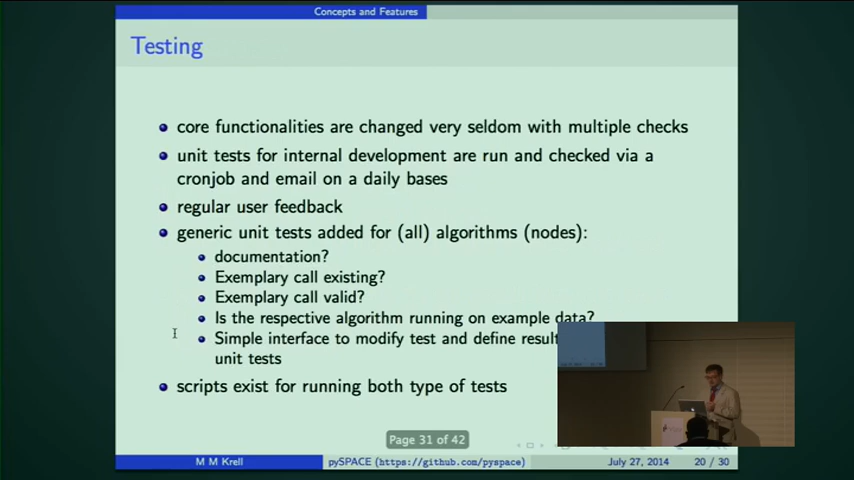 Concepts and Features
Testing
core functionalities are changed very seldom with multiple checks
unit tests for internal development are run and checked via a
cronjob and email on a daily bases
regular user feedback
generic unit tests added for (all) algorithms (nodes):
documentation?
Exemplary call existing?
Exemplary call valid?
Is the respective algorithm running on example data?
Simple interface to modify test and define result
unit tests
scripts exist for running both type of tests
Page 31 of 42
M M Krell
pySPACE (https://github.com/pyspace)
July 27, 2014
20 / 30